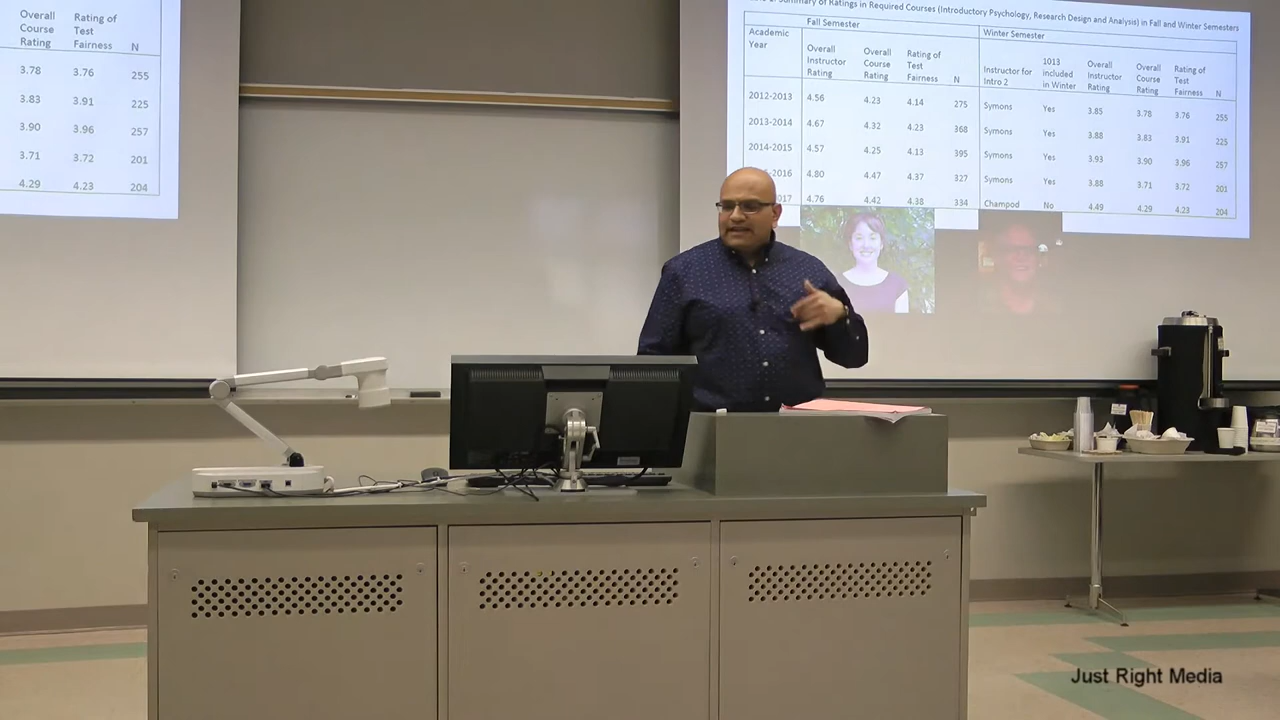 Overall Rating of
Course Test
Rating Fairness N
3.78 3.76 255
3.83 3.91 225
3.90 3.96 257
3.71 3.72 201
4.29 4.23 204
Summary of Ratings in Required Courses (Introductory Psychology, Research Design and Analysis) in Fall and Winter Semesters
Fall Semester Winter Semester
Academic Overall Overall Rating of 1013 Overall Overall Rating of
Year Instructor Course Test Instructor for included Instructor Course Test
Rating Rating Fairness N Intro 2 in Winter Rating Rating Fairness N
2012-2013 4.56 4.23 4.14 275 Symons Yes 3.85 3.78 3.76 255
2013-2014 4.67 4.32 4.23 368 Symons Yes 3.88 3.83 3.91 225
2014-2015 4.57 4.25 4.13 395 Symons Yes 3.93 3.90 3.96 257
2016 4.80 4.47 4.37 327 Symons Yes 3.88 3.71 3.72 201
017 4.76 4.42 4.38 334 Champod No 4.49 4.29 4.23 204
Just Right Media